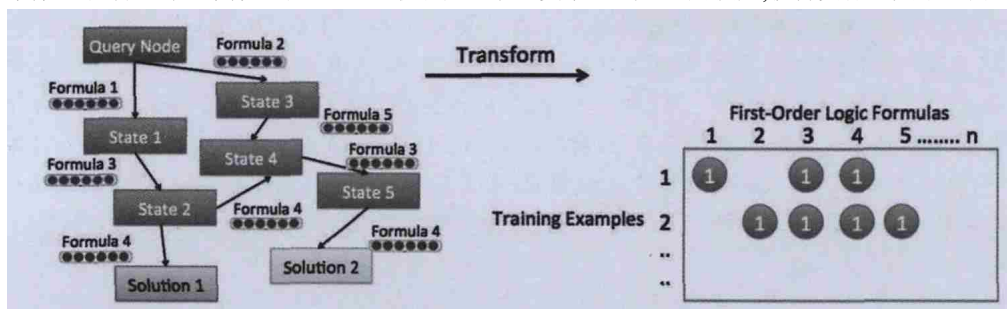 Query Node
Formula 2
Transform
Formula 1
State 3
First-Order Logic Formulas
Formula 5
1 2 3 4 5 ........ n
State 1
Formula 3
State 4
Formula 3
State 5
1 1 1 1
State 2
Formula 4
Training Examples 2 1 1 1 1
Formula 4
Formula 4
Solution 2
..
..
Solution 1